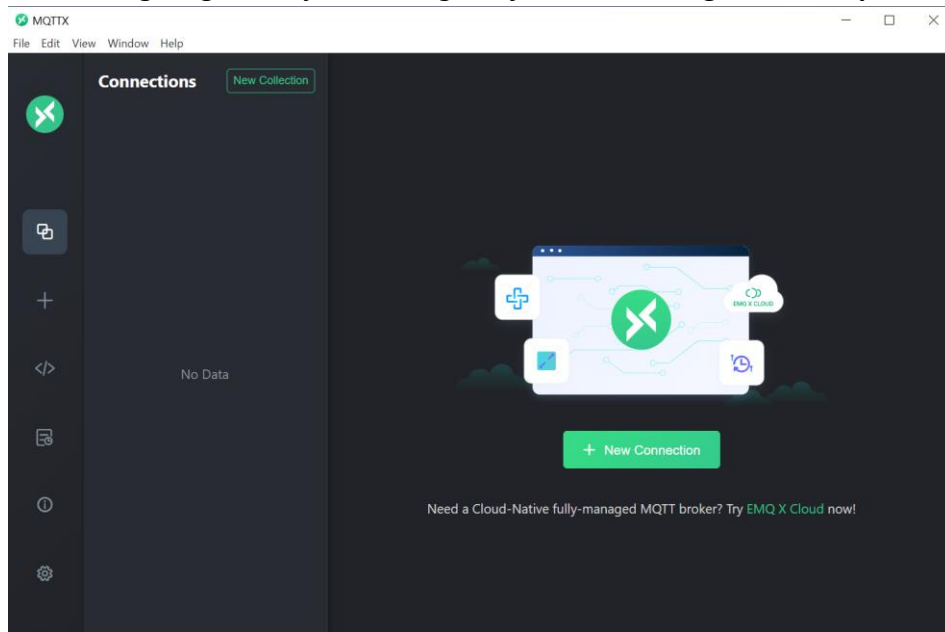 MQTTX
File Edit View Window Help
Connections
New Collection
No Data
EMQ X CLOUD
+ New Connection
Need a Cloud-Native fully-managed MQTT broker? Try EMQ X Cloud now!